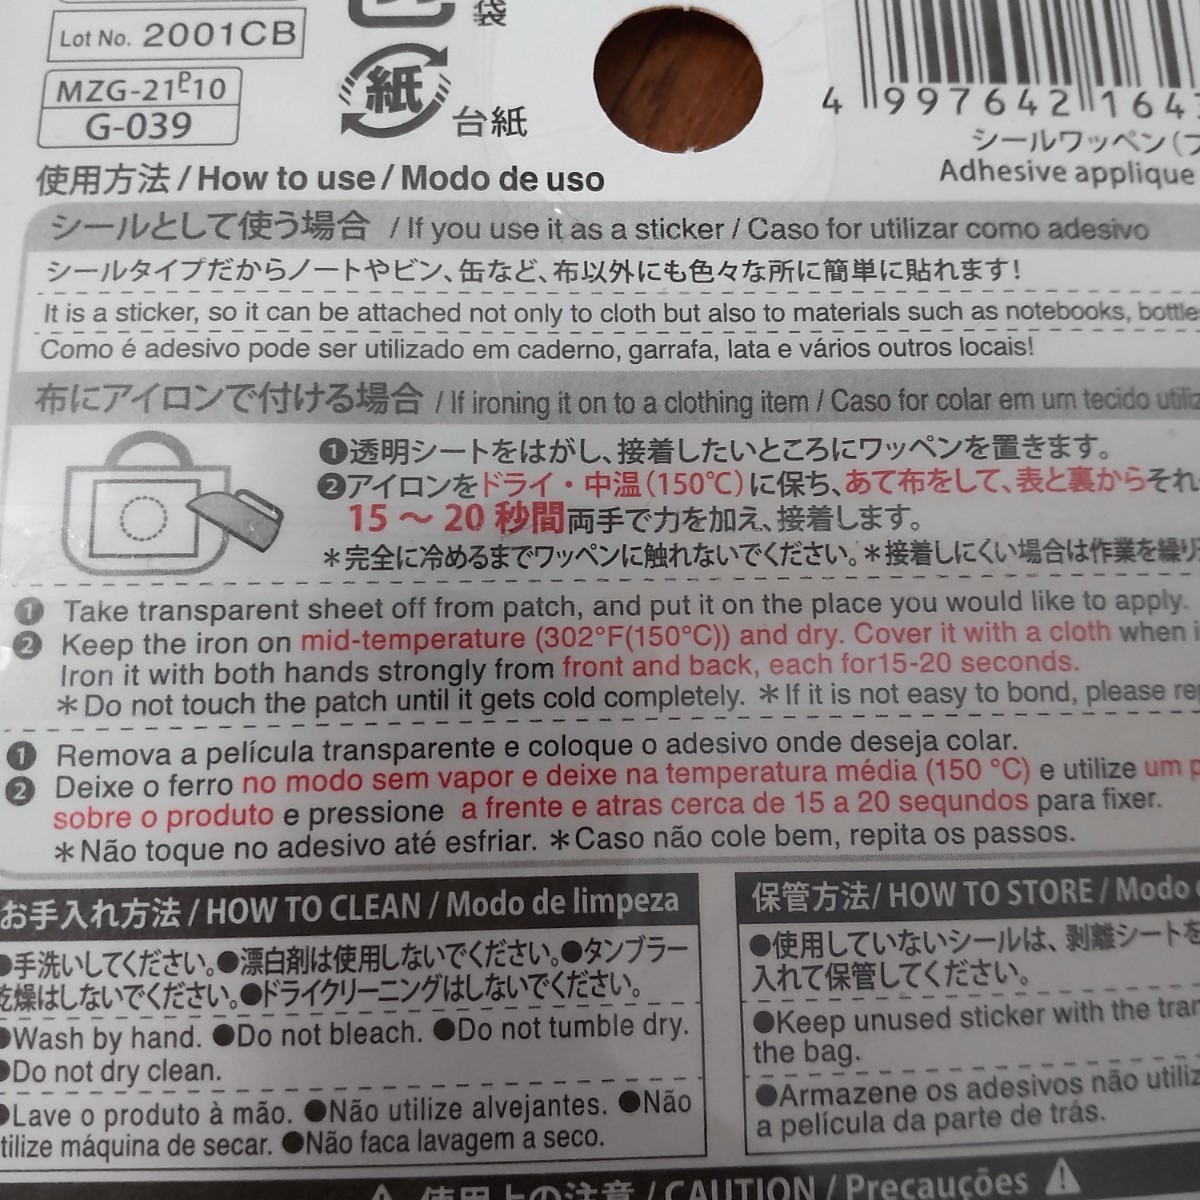 袋
Lot No. 2001CB
MZG-21P10
G-039
紙
台紙
4 997642 164
シールワッペン(フ
Adhesive applique
使用方法 / How to use / Modo de uso
シールとして使う場合 / If you use it as a sticker / Caso for utilizar como adesivo
シールタイプだからノートやビン、缶など、布以外にも色々な所に簡単に貼れます!
It is a sticker, so it can be attached not only to cloth but also to materials such as notebooks, bottle
Como é adesivo pode ser utilizado em caderno, garrafa, lata e vários outros locais!
布にアイロンで付ける場合 / If ironing it on to a clothing item / Caso for colar em um tecido utiliz
❶透明シートをはがし、接着したいところにワッペンを置きます。
❷アイロンをドライ・中温(150℃)に保ち、あて布をして、表と裏からそれ
15 〜 20 秒間両手で力を加え、接着します。
＊完全に冷めるまでワッペンに触れないでください。＊接着しにくい場合は作業を繰り
❶ Take transparent sheet off from patch, and put it on the place you would like to apply.
❷ Keep the iron on mid-temperature (302°F(150°C)) and dry. Cover it with a cloth when i
Iron it with both hands strongly from front and back, each for15-20 seconds.
＊Do not touch the patch until it gets cold completely. ＊If it is not easy to bond, please re
❶ Remova a película transparente e coloque o adesivo onde deseja colar.
❷ Deixe o ferro no modo sem vapor e deixe na temperatura média (150 °C) e utilize um p
sobre o produto e pressione a frente e atras cerca de 15 a 20 sequndos para fixer.
＊Não toque no adesivo até esfriar. ＊Caso não cole bem, repita os passos.
お手入れ方法 / HOW TO CLEAN / Modo de limpeza
●手洗いしてください。●漂白剤は使用しないでください。●タンブラー
乾燥はしないでください。●ドライクリーニングはしないでください。
●Wash by hand. ●Do not bleach. ●Do not tumble dry.
●Do not dry clean.
●Lave o produto à mão. ●Não utilize alvejantes. ●Não
tilize máquina de secar. ●Não faca lavagem a seco.
保管方法/ HOW TO STORE / Modo
●使用していないシールは、剥離シートを
入れて保管してください。
●Keep unused sticker with the tran
the bag.
●Armazene os adesivos não utiliz
a película da parte de trás.
⚠ 使用上の注意 / CAUTION / Precauções ⚠